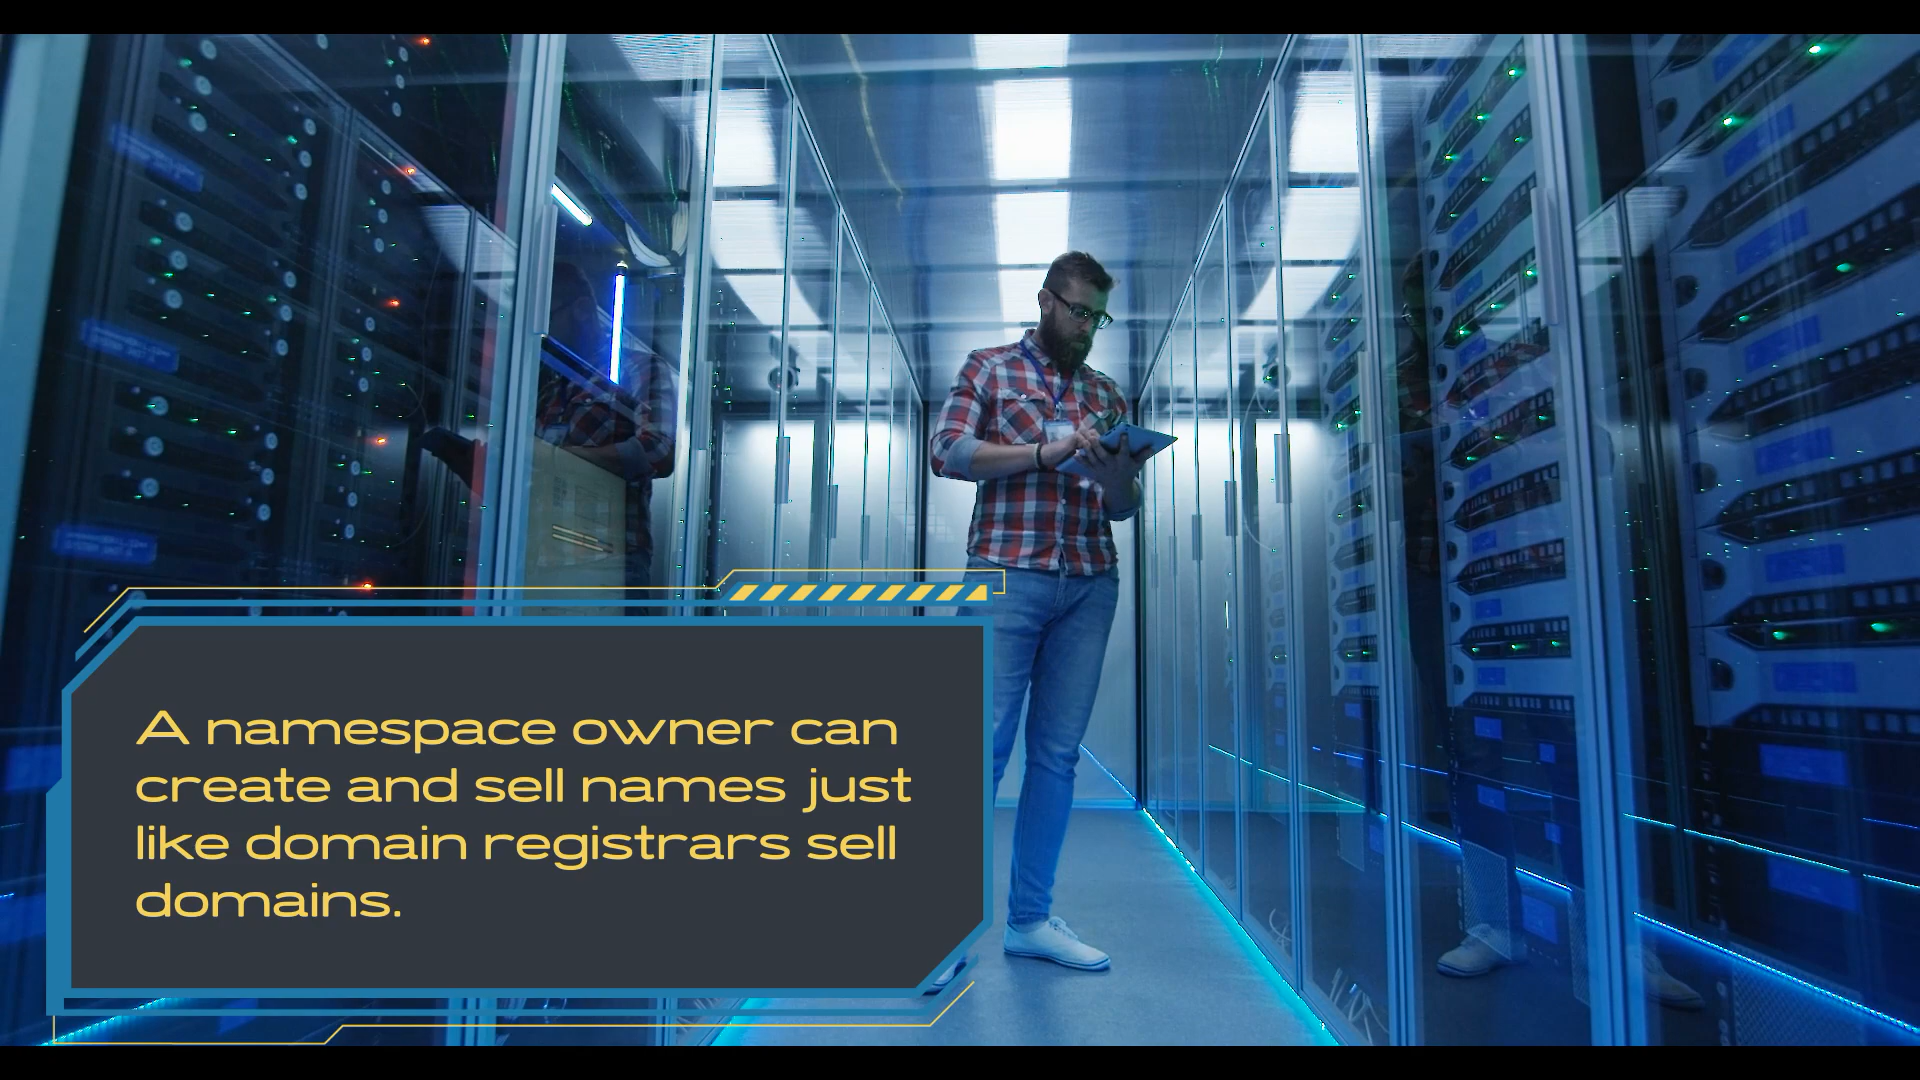 A namespace owner can
create and sell names just
like domain registrars sell
domains.